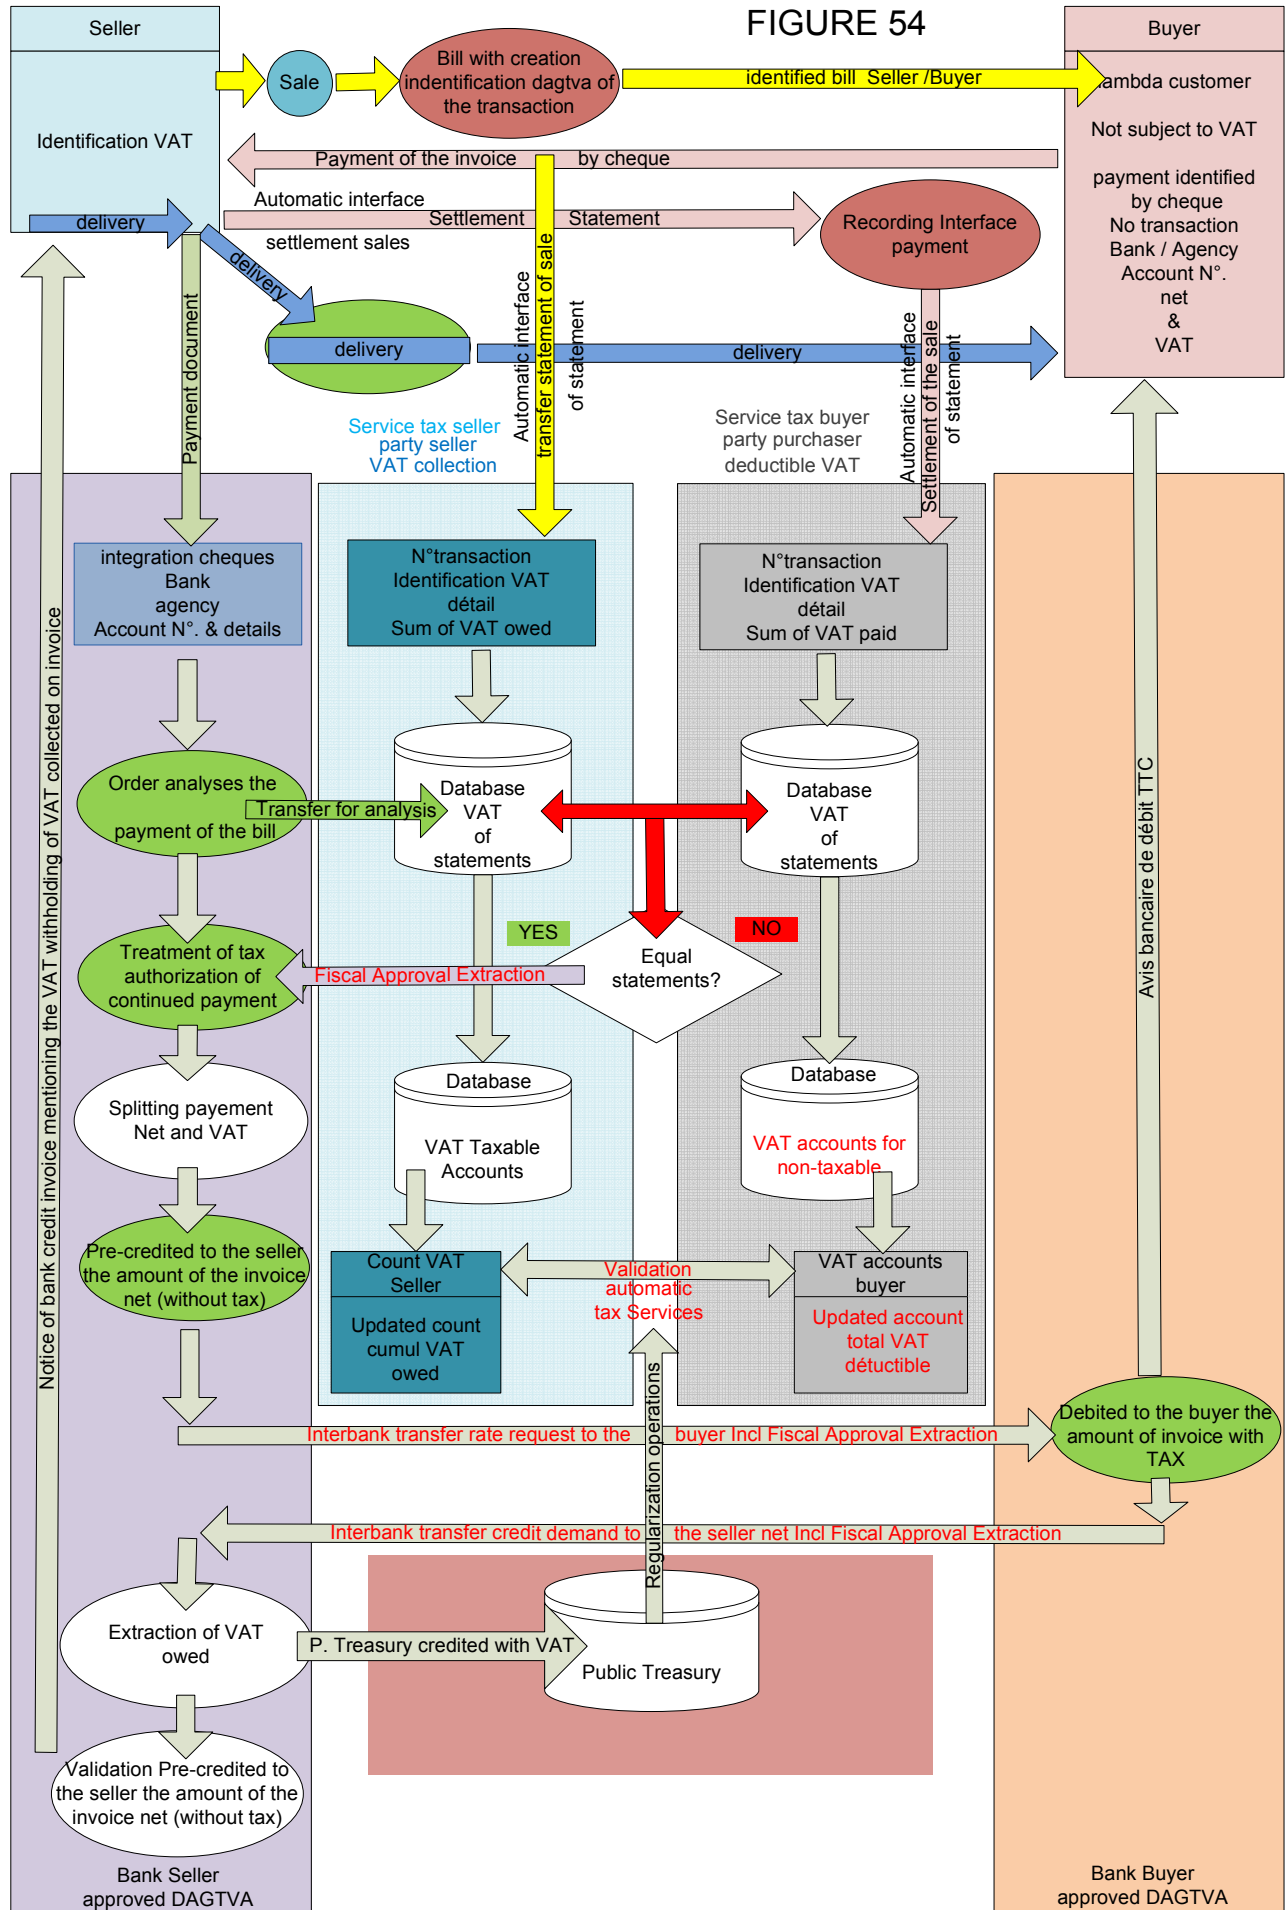 FIGURE 54
Seller
Identification VAT
Sale
Bill with creation
indentification dagtva of
the transaction
identified bill  Seller /Buyer
Buyer
lambda customer
Not subject to VAT
payment identified
by cheque
No transaction
Bank / Agency
Account N°.
net
&
VAT
Payment of the invoice
by cheque
Automatic interface
Settlement
Statement
settlement sales
Recording Interface
payment
delivery
delivery
delivery
delivery
Payment document
Automatic interface
transfer statement of sale
of statement
Automatic interface
Settlement of the sale
of statement
Service tax seller
party seller
VAT collection
Service tax buyer
party purchaser
deductible VAT
integration cheques
Bank
agency
Account N°. & details
N°transaction
Identification VAT
détail
Sum of VAT owed
N°transaction
Identification VAT
détail
Sum of VAT paid
Order analyses the
payment of the bill
Transfer for analysis
Database
VAT
of
statements
Database
VAT
of
statements
YES
NO
Equal
statements?
Fiscal Approval Extraction
Treatment of tax
authorization of
continued payment
Splitting payement
Net and VAT
Database
VAT Taxable
Accounts
Database
VAT accounts for
non-taxable
Pre-credited to the seller
the amount of the invoice
net (without tax)
Count VAT
Seller
Updated count
cumul VAT
owed
Validation
automatic
tax Services
VAT accounts
buyer
Updated account
total VAT
détuctible
Notice of bank credit invoice mentioning the VAT withholding of VAT collected on invoice
Avis bancaire de débit TTC
Interbank transfer rate request to the
buyer Incl Fiscal Approval Extraction
Debited to the buyer the
amount of invoice with
TAX
Regularization operations
Interbank transfer credit demand to
the seller net Incl Fiscal Approval Extraction
Extraction of VAT
owed
P. Treasury credited with VAT
Public Treasury
Validation Pre-credited to
the seller the amount of the
invoice net (without tax)
Bank Seller
approved DAGTVA
Bank Buyer
approved DAGTVA